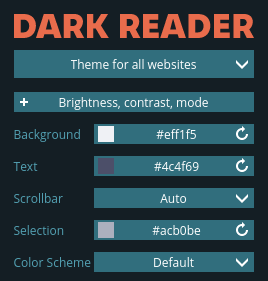 DARK READER
Theme for all websites
+ Brightness, contrast, mode
Background #eff1f5
Text #4c4f69
Scrollbar Auto
Selection #acb0be
Color Scheme Default